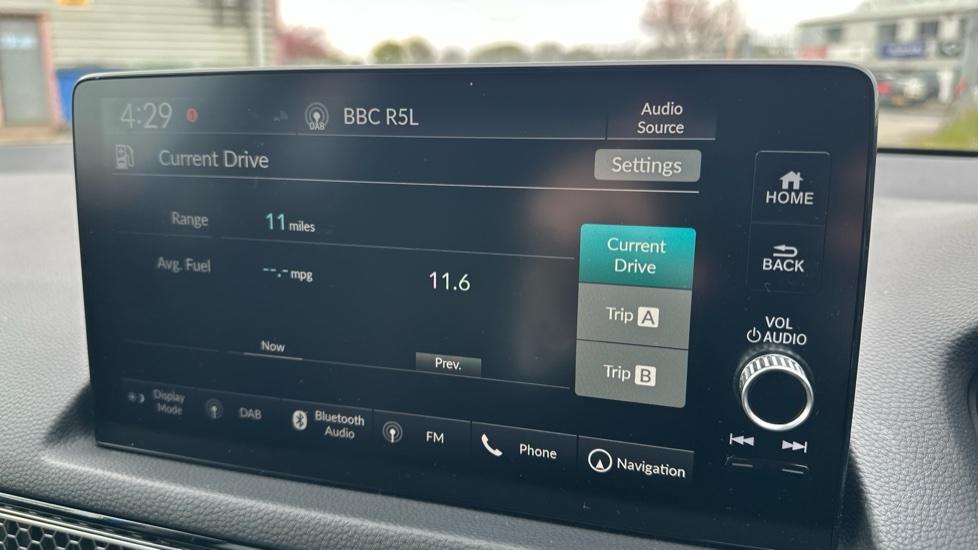 4:29
DAB
BBC R5L
Audio
Source
Current Drive
Settings
HOME
Range
11 miles
Current
Drive
BACK
Avg. Fuel
--.- mpg
11.6
Trip A
VOL
AUDIO
Now
Prev.
Trip B
Display
Mode
DAB
Bluetooth
Audio
FM
Phone
Navigation